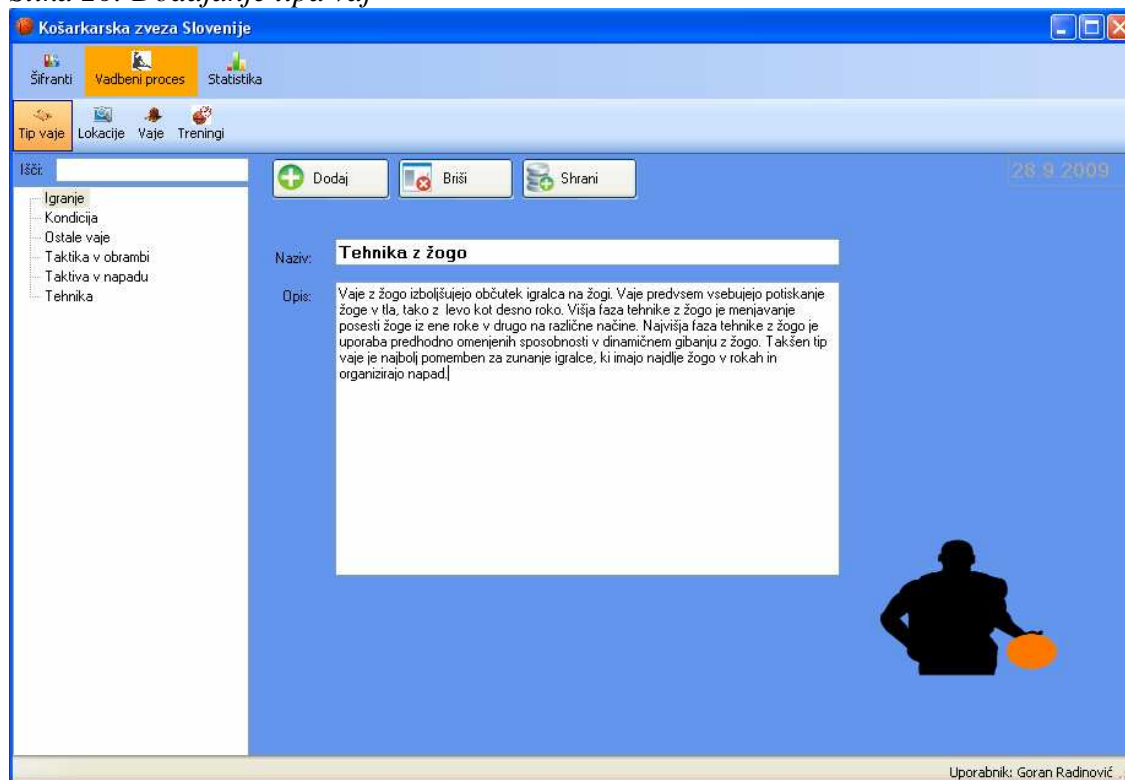 Košarkarska zveza Slovenije
Šifranti Vadbeni proces Statistika
Tip vaje Lokacije Vaje Treningi
Išči:
Dodaj Briši Shrani
28.9.2009
Igranje
Kondicija
Ostale vaje
Taktika v obrambi
Taktiva v napadu
Tehnika
Naziv: Tehnika z žogo
Opis: Vaje z žogo izboljšujejo občutek igralca na žogi. Vaje predvsem vsebujejo potiskanje
žoge v tla, tako z levo kot desno roko. Višja faza tehnike z žogo je menjavanje
posesti žoge iz ene roke v drugo na različne načine. Najvišja faza tehnike z žogo je
uporaba predhodno omenjenih sposobnosti v dinamičnem gibanju z žogo. Takšen tip
vaje je najbolj pomemben za zunanje igralce, ki imajo najdlje žogo v rokah in
organizirajo napad.
Uporabnik: Goran Radinović